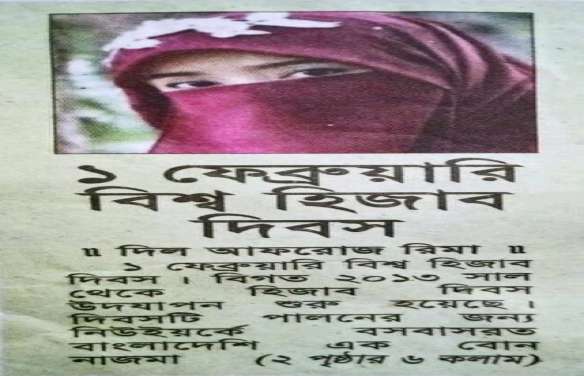 ১ ফেব্রুয়ারি
বিশ্ব হিজাব
দিবস
॥ দিল আফরোজ রিমা ॥
১ ফেব্রুয়ারি বিশ্ব হিজাব
দিবস। বিগত ২০১৩ সাল
থেকে হিজাব দিবস
উদযাপন শুরু হয়েছে।
দিবসটি পালনের জন্য
নিউইয়র্কে বসবাসরত
বাংলাদেশি এক বোন
নাজমা (২ পৃষ্ঠার ৬ কলাম)